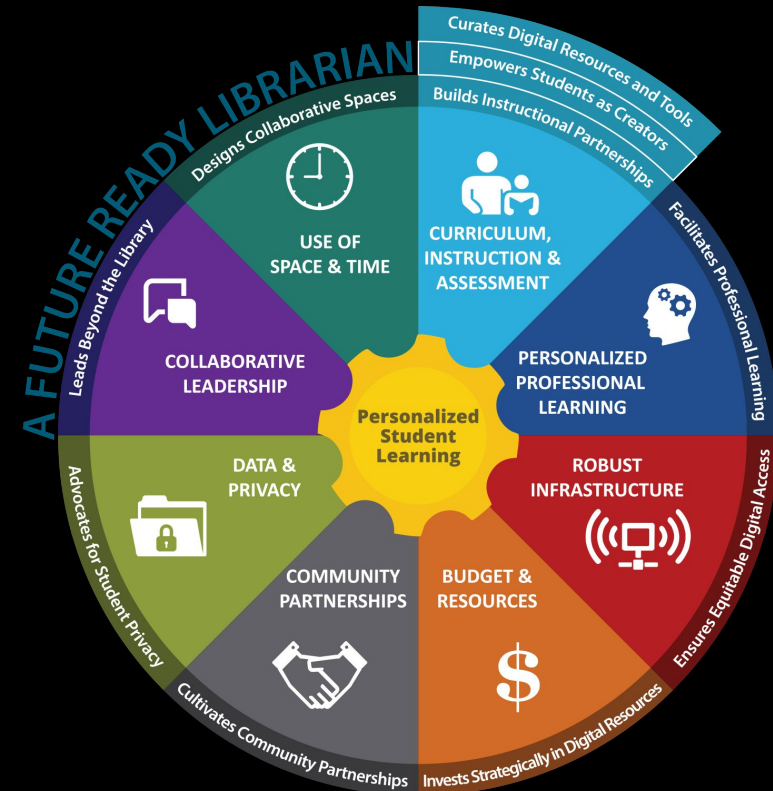 A FUTURE READY LIBRARIAN
Curates Digital Resources and Tools
Empowers Students as Creators
Builds Instructional Partnerships
CURRICULUM,
INSTRUCTION &
ASSESSMENT
Facilitates Professional Learning
PERSONALIZED
PROFESSIONAL
LEARNING
Ensures Equitable Digital Access
ROBUST
INFRASTRUCTURE
Invests Strategically in Digital Resources
BUDGET &
RESOURCES
$
Cultivates Community Partnerships
COMMUNITY
PARTNERSHIPS
Advocates for Student Privacy
DATA &
PRIVACY
Leads Beyond the Library
COLLABORATIVE
LEADERSHIP
Designs Collaborative Spaces
USE OF
SPACE & TIME
Personalized
Student
Learning